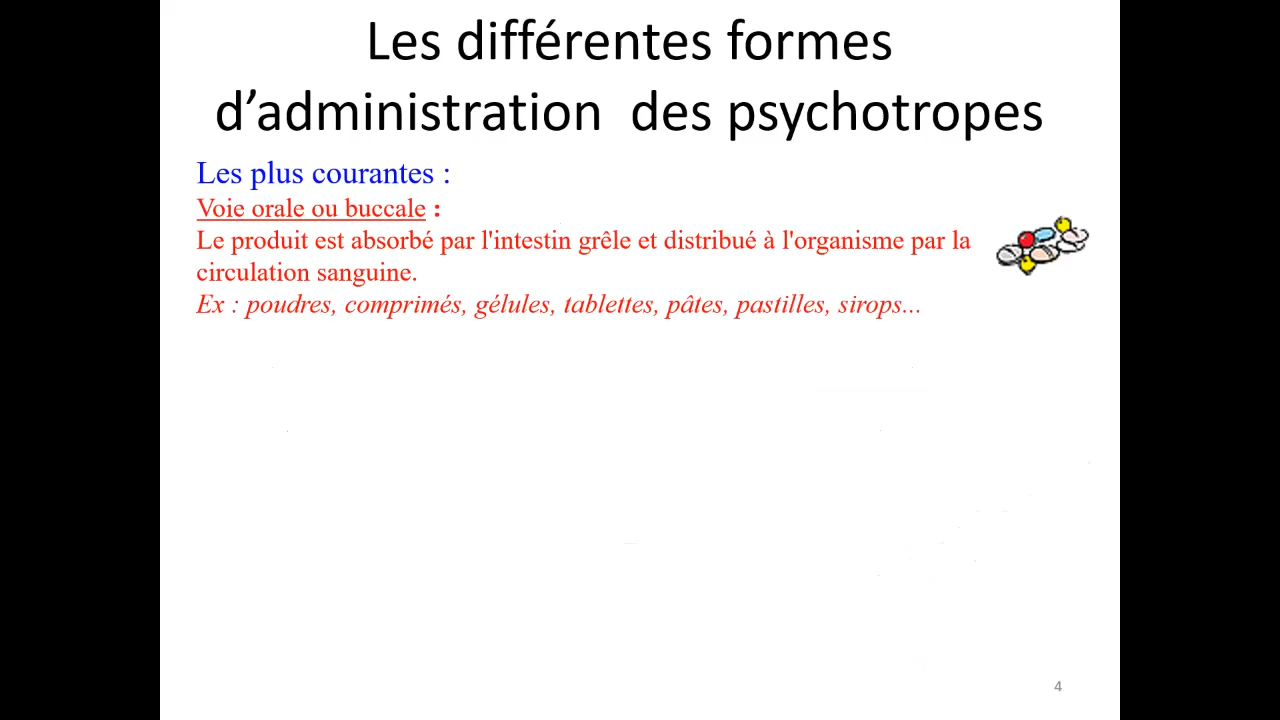 Les différentes formes
d’administration  des psychotropes
Les plus courantes :
Voie orale ou buccale :
Le produit est absorbé par l'intestin grêle et distribué à l'organisme par la
circulation sanguine.
Ex : poudres, comprimés, gélules, tablettes, pâtes, pastilles, sirops...
4